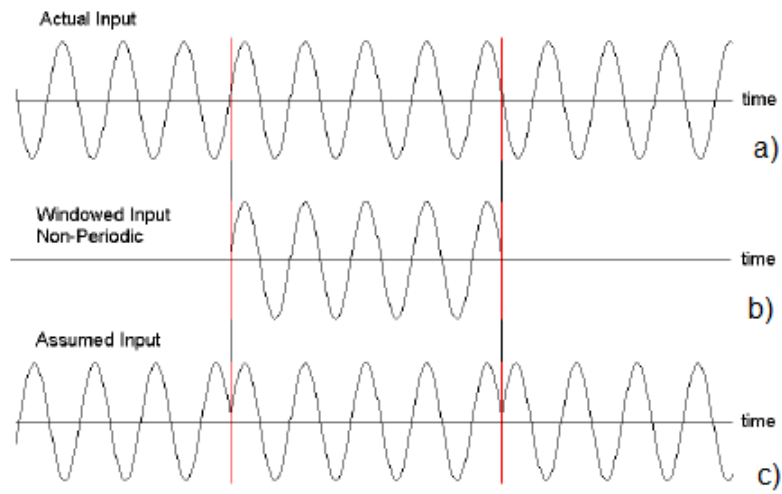 Actual Input
time
a)
Windowed Input
Non-Periodic
time
b)
Assumed Input
time
c)